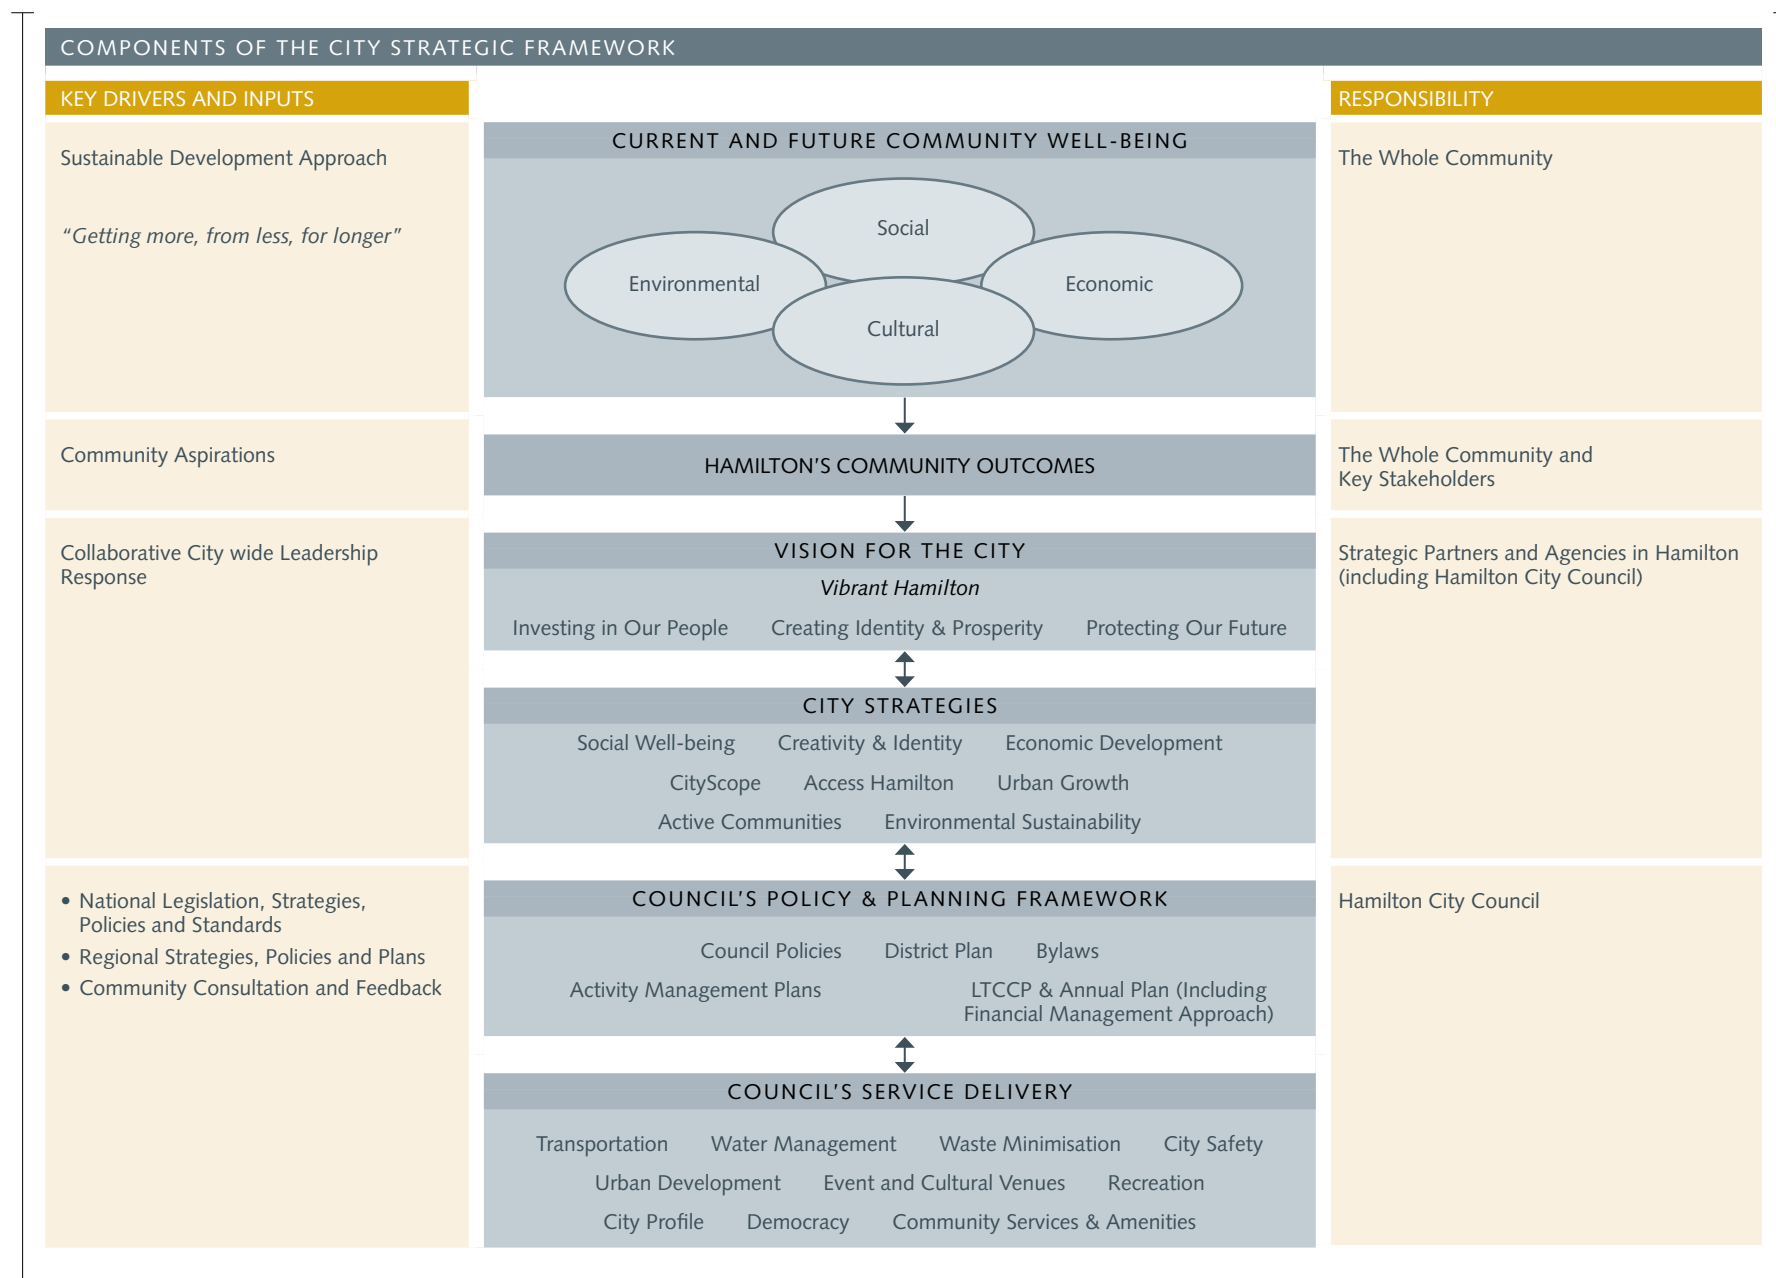 COMPONENTS OF THE CITY STRATEGIC FRAMEWORK
KEY DRIVERS AND INPUTS
RESPONSIBILITY
Sustainable Development Approach
“Getting more, from less, for longer”
CURRENT AND FUTURE COMMUNITY WELL-BEING
Social
Environmental
Economic
Cultural
The Whole Community
Community Aspirations
HAMILTON’S COMMUNITY OUTCOMES
The Whole Community and
Key Stakeholders
Collaborative City wide Leadership
Response
VISION FOR THE CITY
Vibrant Hamilton
Investing in Our People Creating Identity & Prosperity Protecting Our Future
Strategic Partners and Agencies in Hamilton
(including Hamilton City Council)
CITY STRATEGIES
Social Well-being Creativity & Identity Economic Development
CityScope Access Hamilton Urban Growth
Active Communities Environmental Sustainability
• National Legislation, Strategies,
Policies and Standards
• Regional Strategies, Policies and Plans
• Community Consultation and Feedback
COUNCIL’S POLICY & PLANNING FRAMEWORK
Council Policies District Plan Bylaws
Activity Management Plans LTCCP & Annual Plan (Including
Financial Management Approach)
Hamilton City Council
COUNCIL’S SERVICE DELIVERY
Transportation Water Management Waste Minimisation City Safety
Urban Development Event and Cultural Venues Recreation
City Profile Democracy Community Services & Amenities